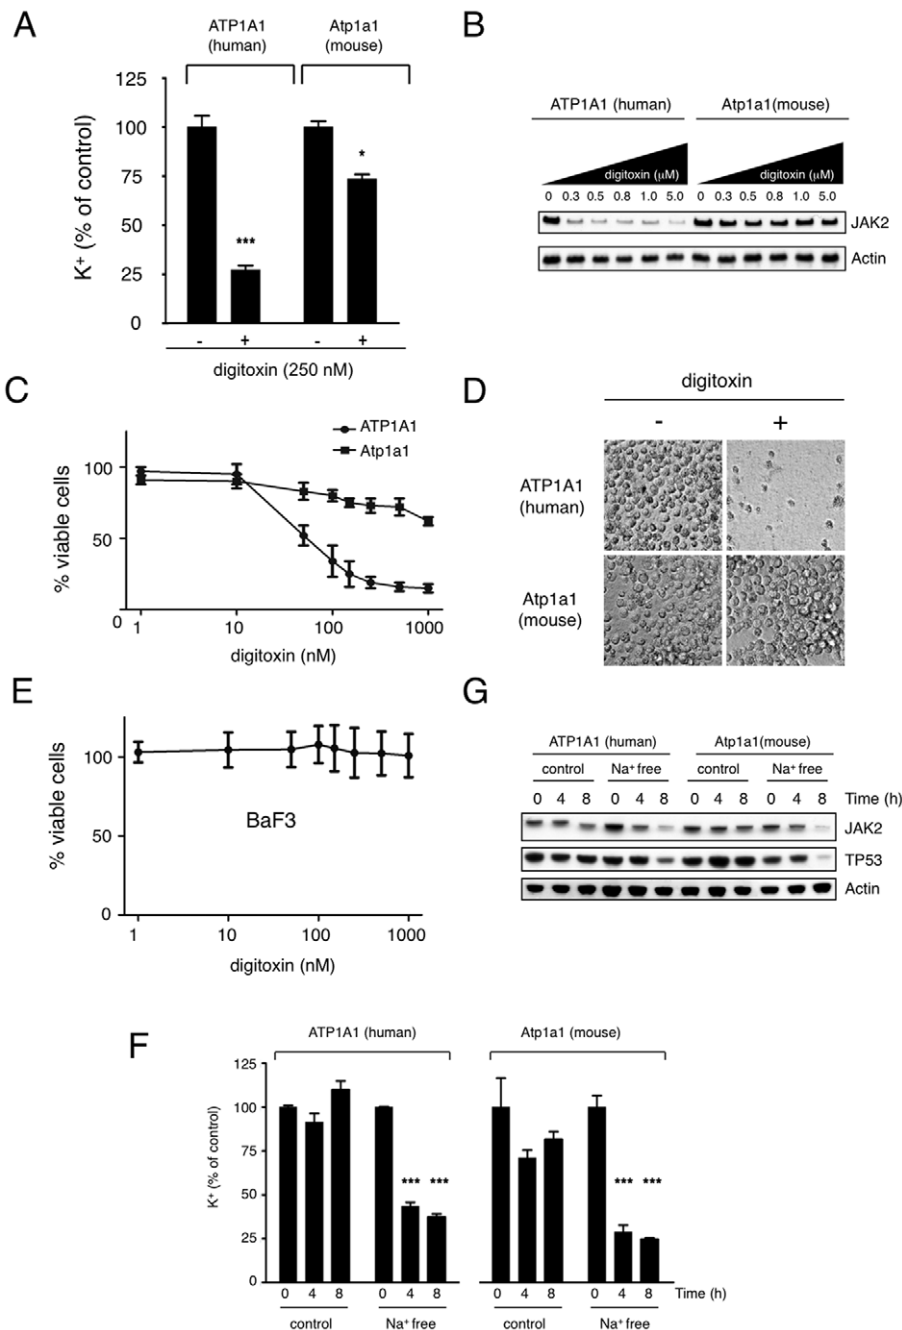 A
ATP1A1
(human)
Atp1a1
(mouse)
K+ (% of control)
125
100
75
50
25
0
***
*
- + - +
digitoxin (250 nM)
B
ATP1A1 (human) Atp1a1(mouse)
digitoxin (μM) digitoxin (μM)
0 0.3 0.5 0.8 1.0 5.0 0 0.3 0.5 0.8 1.0 5.0
JAK2
Actin
C
ATP1A1
Atp1a1
% viable cells
100
50
0
1 10 100 1000
digitoxin (nM)
D
digitoxin
- +
ATP1A1
(human)
Atp1a1
(mouse)
E
% viable cells
100
50
0
BaF3
1 10 100 1000
digitoxin (nM)
G
ATP1A1 (human) Atp1a1(mouse)
control Na+ free control Na+ free
0 4 8 0 4 8 0 4 8 0 4 8 Time (h)
JAK2
TP53
Actin
F
ATP1A1 (human) Atp1a1 (mouse)
K+ (% of control)
125
100
75
50
25
0
*** *** *** ***
0 4 8 0 4 8 0 4 8 0 4 8 Time (h)
control Na+ free control Na+ free